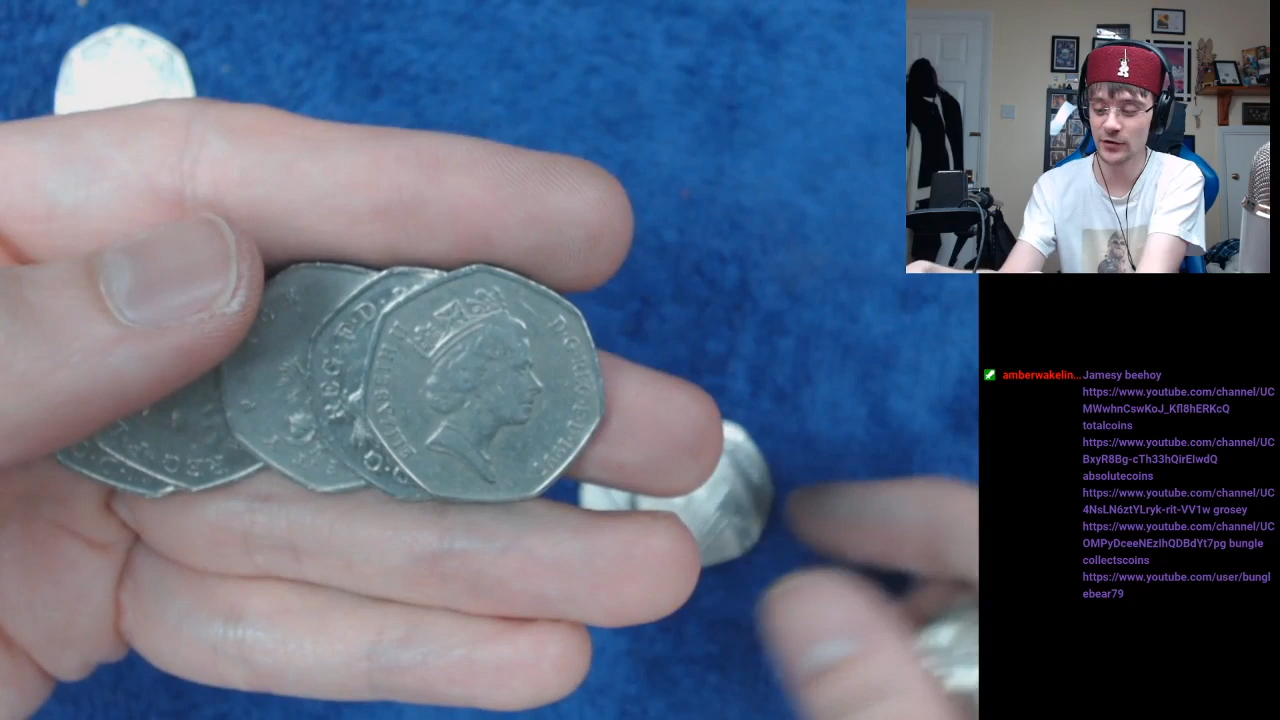 amberwakelin... Jamesy beehoy
https://www.youtube.com/channel/UC
MWwhnCswKoJ_Kfl8hERKcQ
totalcoins
https://www.youtube.com/channel/UC
BxyR8Bg-cTh33hQirEIwdQ
absolutecoins
https://www.youtube.com/channel/UC
4NsLN6ztYLryk-rit-VV1w grosey
https://www.youtube.com/channel/UC
OMPyDceeNEzIhQDBdYt7pg bungle
collectscoins
https://www.youtube.com/user/bungl
ebear79
ELIZABETH II
REG·F·D·